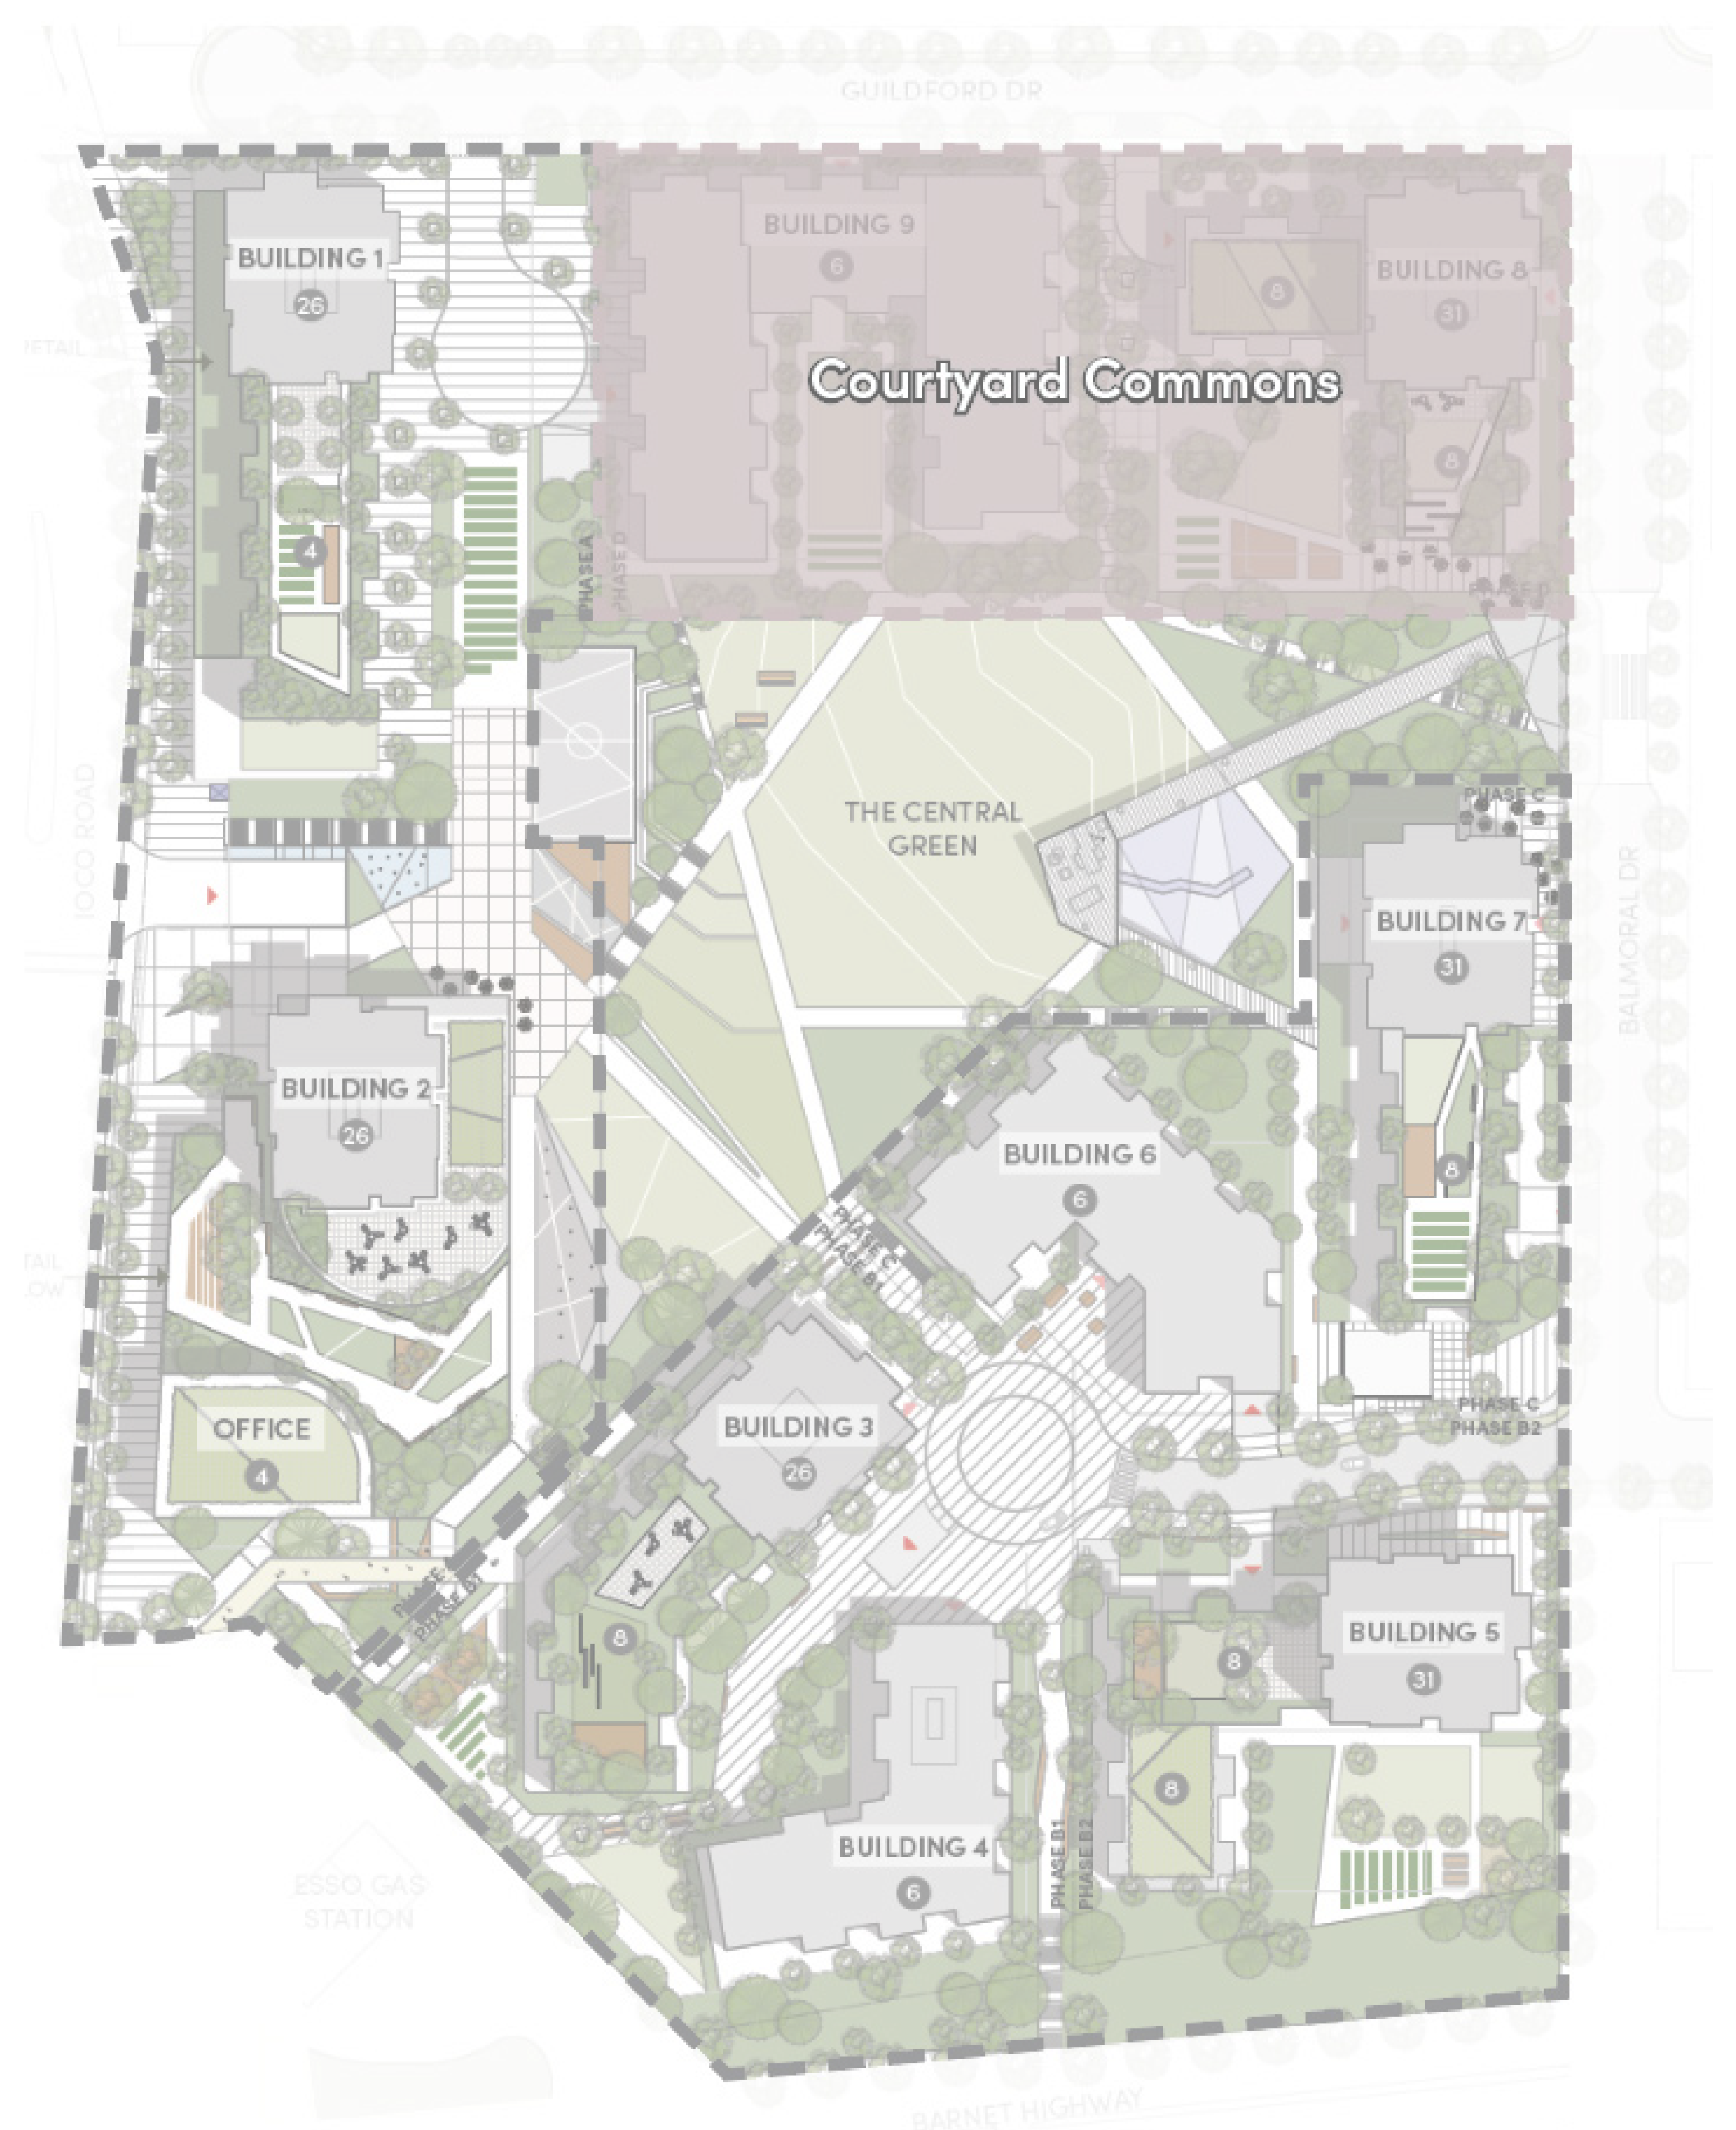 GUILDFORD DR
BUILDING 1
26
BUILDING 9
6
8
BUILDING 8
31
Courtyard Commons
8
4
PHASE A
PHASE D
IOCO ROAD
THE CENTRAL
GREEN
PHASE C
BUILDING 7
31
BALMORAL DR
BUILDING 2
26
BUILDING 6
6
8
PHASE C
PHASE B1
OFFICE
4
BUILDING 3
26
PHASE C
PHASE B2
PHASE B1
8
8
BUILDING 5
31
8
BUILDING 4
6
PHASE B1
PHASE B2
ESSO GAS
STATION
BARNET HIGHWAY